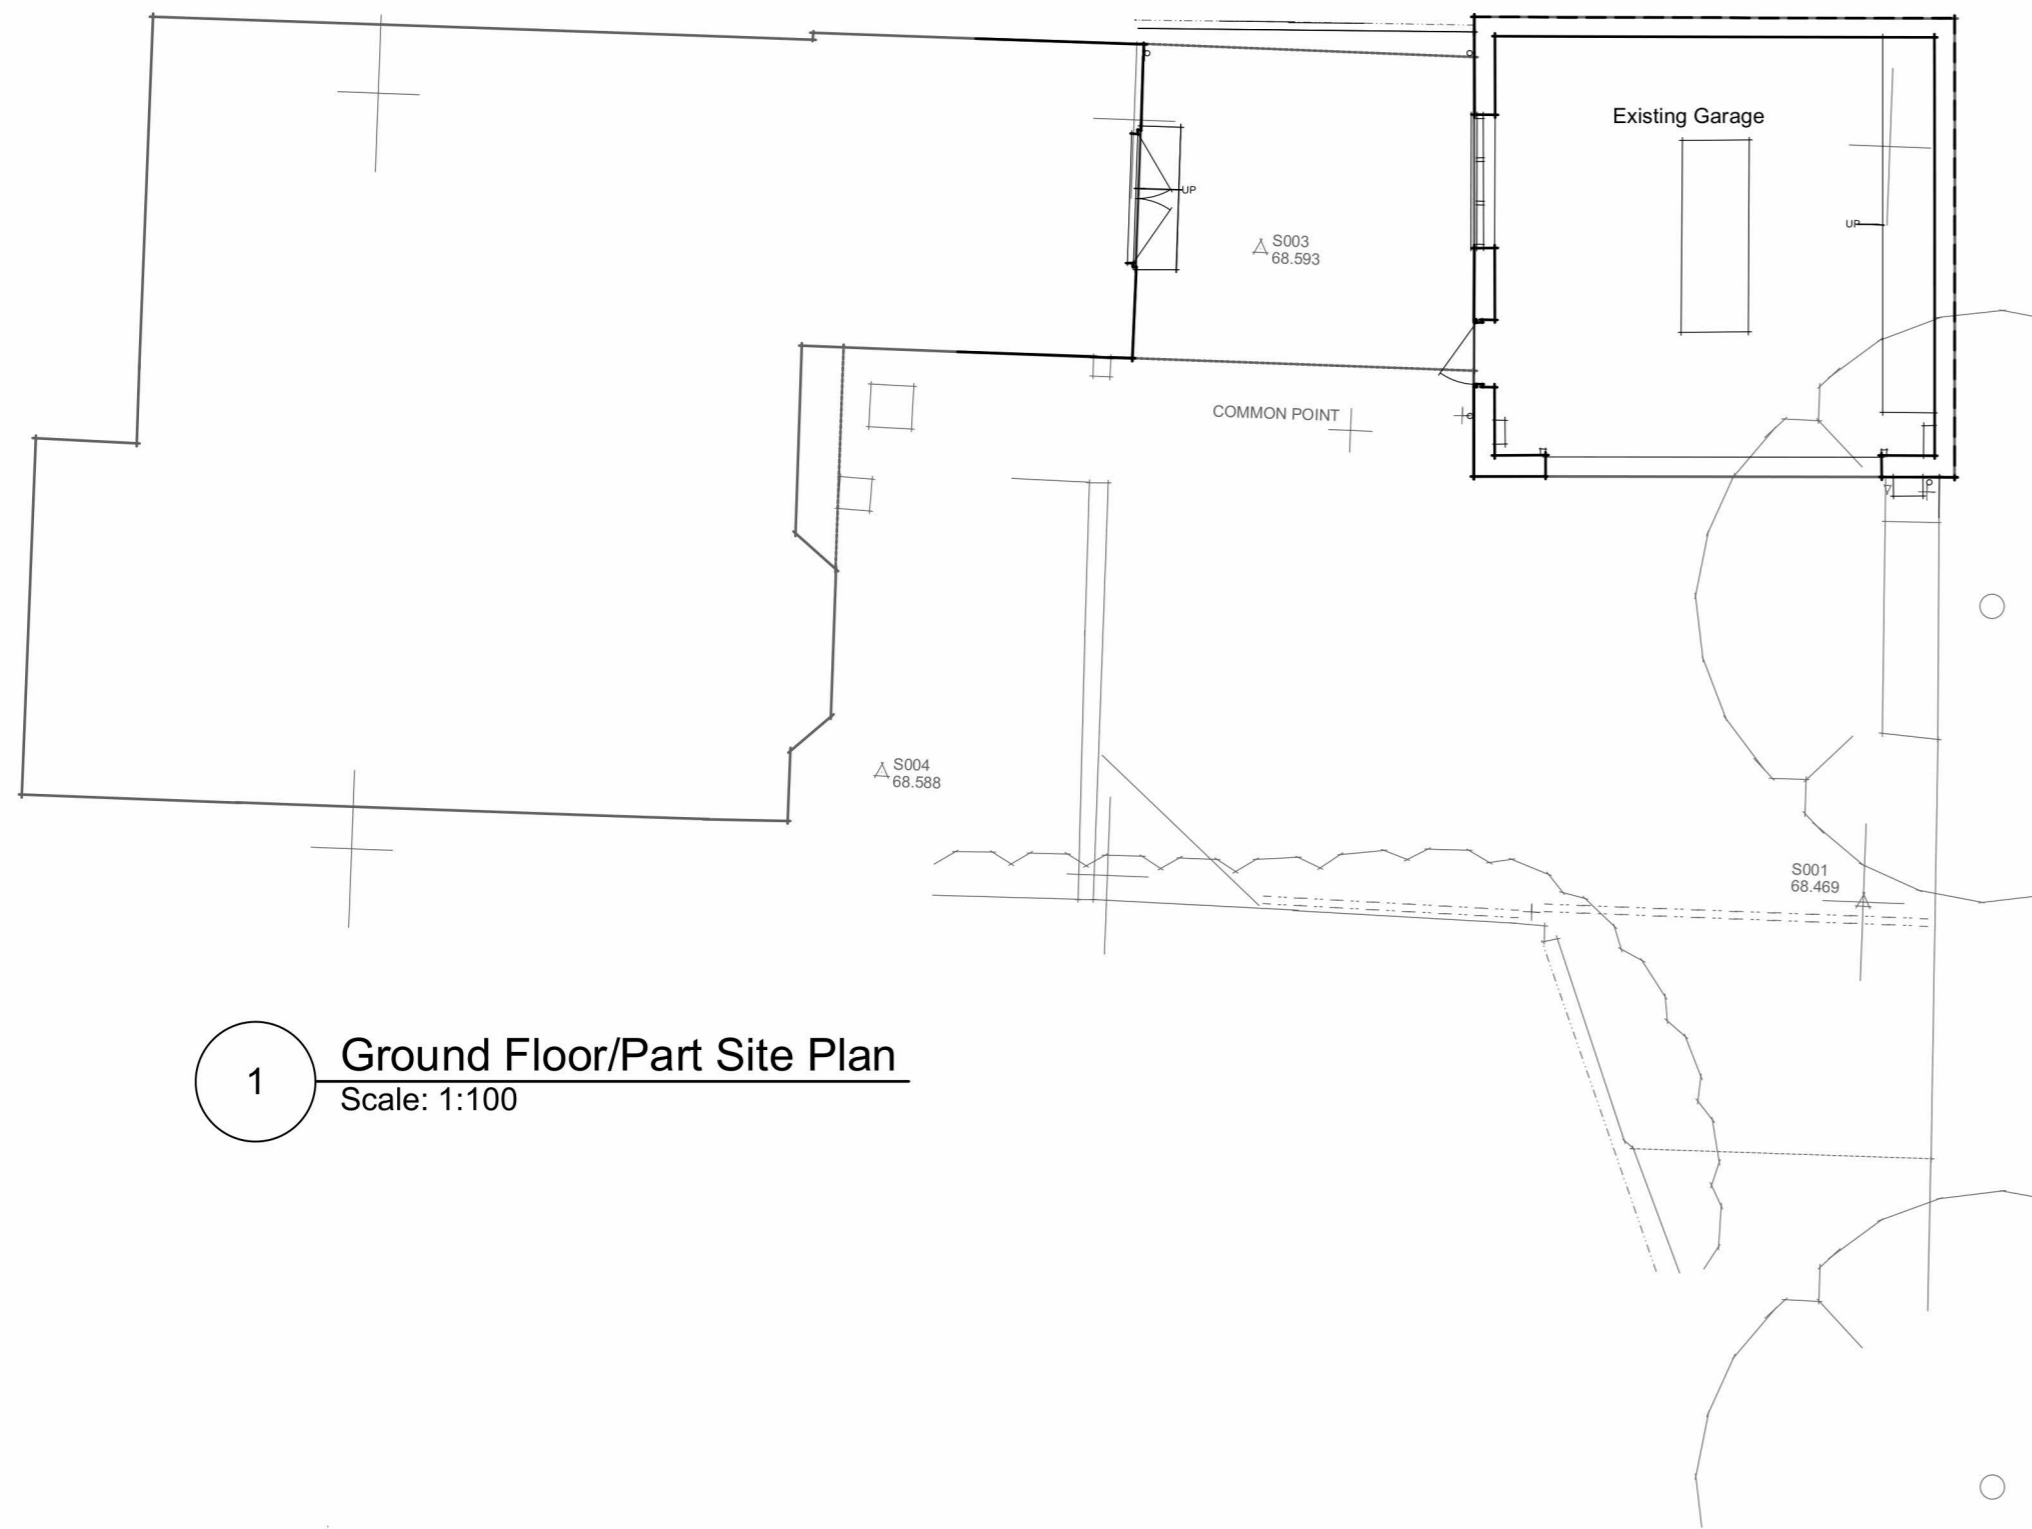 Existing Garage
UP
UP
S003
68.593
COMMON POINT
S004
68.588
S001
68.469
1
Ground Floor/Part Site Plan
Scale: 1:100